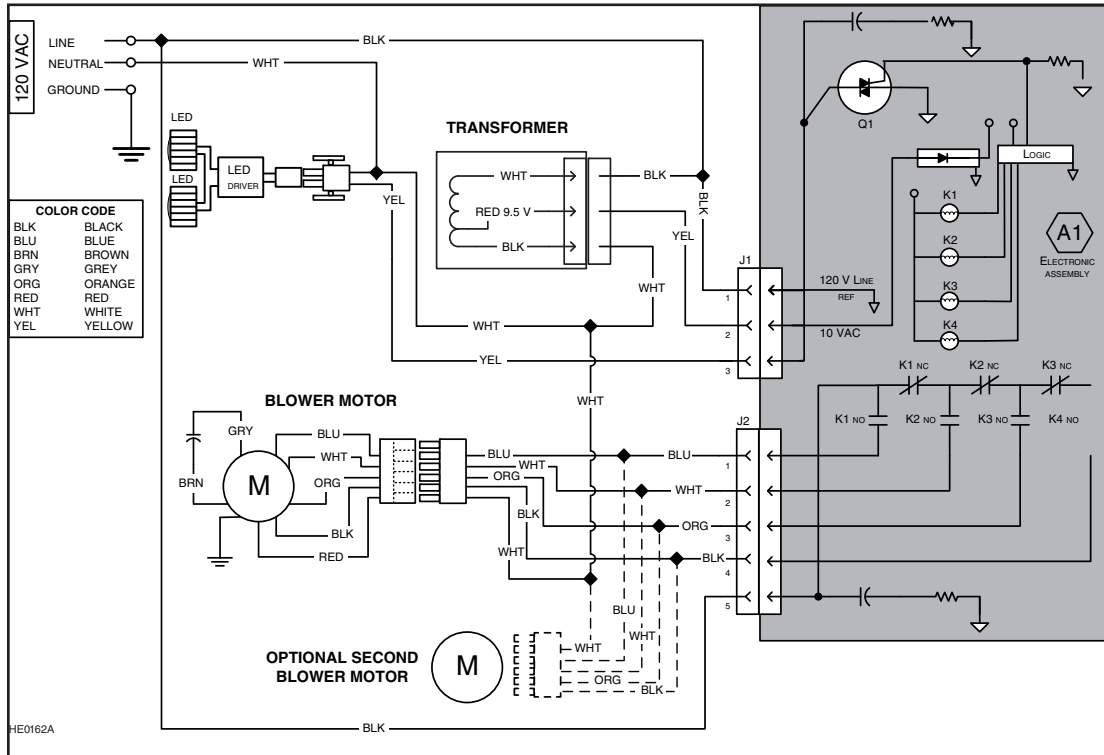 120 VAC
LINE
NEUTRAL
GROUND
BLK
WHT
LED
LED
LED
DRIVER
COLOR CODE
BLK BLACK
BLU BLUE
BRN BROWN
GRY GREY
ORG ORANGE
RED RED
WHT WHITE
YEL YELLOW
TRANSFORMER
WHT
RED 9.5 V
BLK
BLK
YEL
BLK
YEL
WHT
WHT
YEL
WHT
J1
1
2
3
120 V LINE
REF
10 VAC
Q1
LOGIC
K1
K2
K3
K4
A1
ELECTRONIC
ASSEMBLY
K1 NC
K2 NC
K3 NC
K1 NO
K2 NO
K3 NO
K4 NO
BLOWER MOTOR
GRY
BRN
M
BLU
WHT
ORG
BLK
RED
BLU
WHT
ORG
BLK
WHT
BLU
WHT
ORG
BLK
J2
1
2
3
4
5
BLU
WHT
OPTIONAL SECOND
BLOWER MOTOR
M
WHT
ORG
BLK
BLK
HE0162A